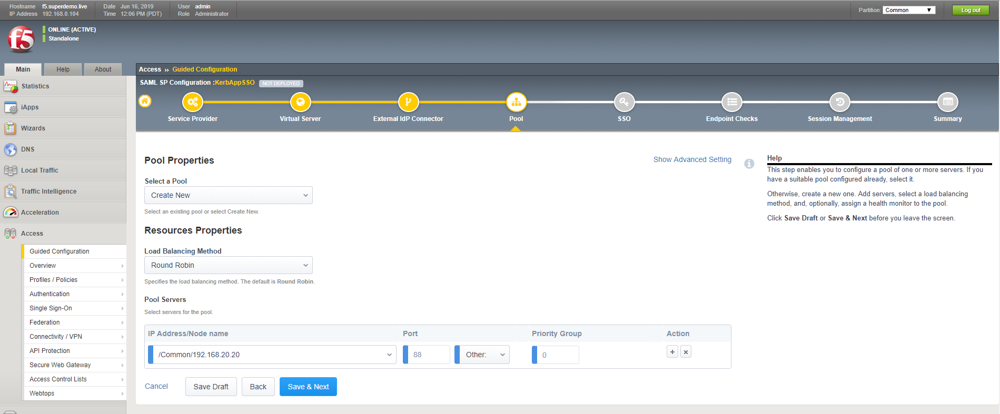 Hostname f5.superdemo.live Date Jun 16, 2019 User admin
IP Address 192.168.0.104 Time 12:06 PM (PDT) Role Administrator
Partition: Common Log out
f5
ONLINE (ACTIVE)
Standalone
Main Help About
Statistics
iApps
Wizards
DNS
Local Traffic
Traffic Intelligence
Acceleration
Access
Guided Configuration
Overview
Profiles / Policies
Authentication
Single Sign-On
Federation
Connectivity / VPN
API Protection
Secure Web Gateway
Access Control Lists
Webtops
Access ›› Guided Configuration
SAML SP Configuration :KerbAppSSO NOT DEPLOYED
Service Provider Virtual Server External IdP Connector Pool SSO Endpoint Checks Session Management Summary
Pool Properties
Show Advanced Setting
Select a Pool
Create New
Select an existing pool or select Create New.
Resources Properties
Load Balancing Method
Round Robin
Specifies the load balancing method. The default is Round Robin.
Pool Servers
Select servers for the pool.
IP Address/Node name Port Priority Group Action
/Common/192.168.20.20 88 Other: 0 + x
Cancel Save Draft Back Save & Next
Help
This step enables you to configure a pool of one or more servers. If you
have a suitable pool configured already, select it.
Otherwise, create a new one. Add servers, select a load balancing
method, and, optionally, assign a health monitor to the pool.
Click Save Draft or Save & Next before you leave the screen.